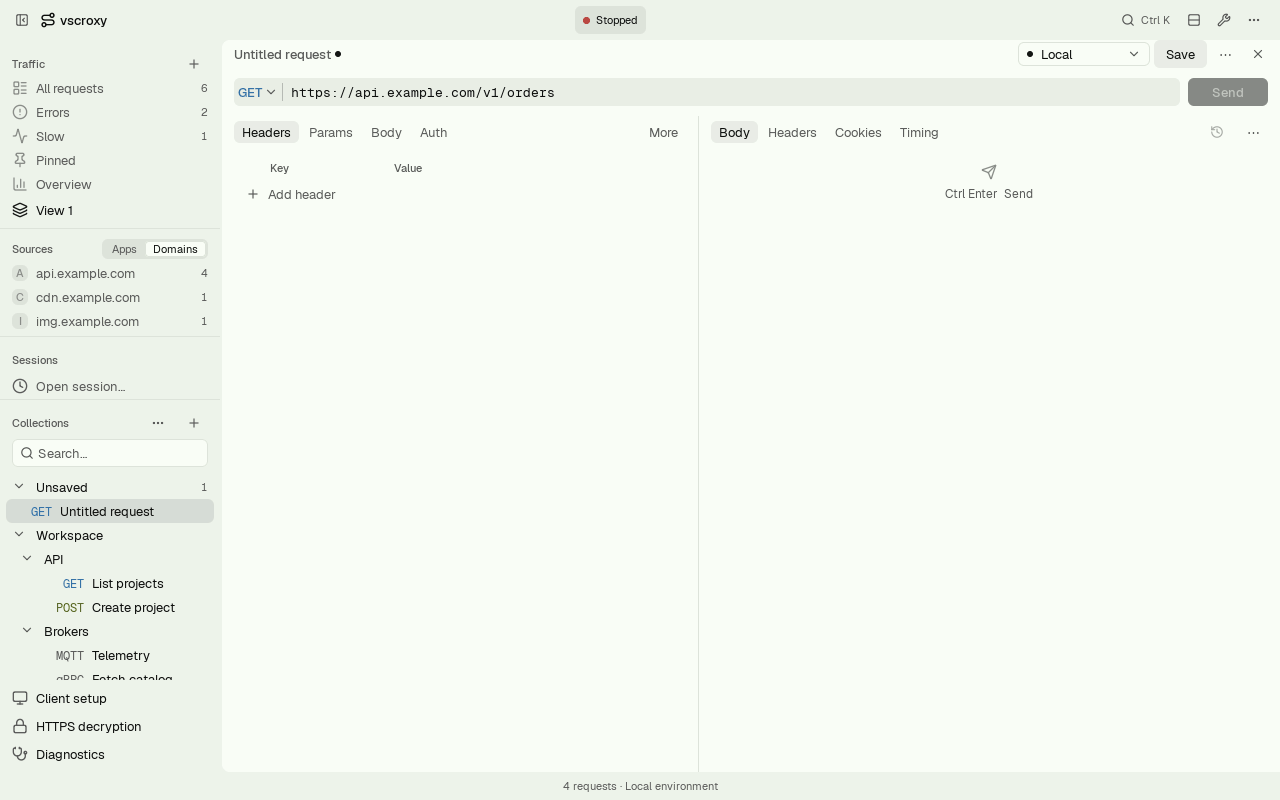 vscroxy
Stopped
Ctrl K
Traffic
All requests 6
Errors 2
Slow 1
Pinned
Overview
View 1
Sources Apps Domains
A api.example.com 4
C cdn.example.com 1
I img.example.com 1
Sessions
Open session...
Collections
Search...
Unsaved 1
GET Untitled request
Workspace
API
GET List projects
POST Create project
Brokers
MQTT Telemetry
gRPC Fetch catalog
Client setup
HTTPS decryption
Diagnostics
Untitled request
Local
Save
GET https://api.example.com/v1/orders
Send
Headers Params Body Auth More
Key Value
Add header
Body Headers Cookies Timing
Ctrl Enter Send
4 requests · Local environment